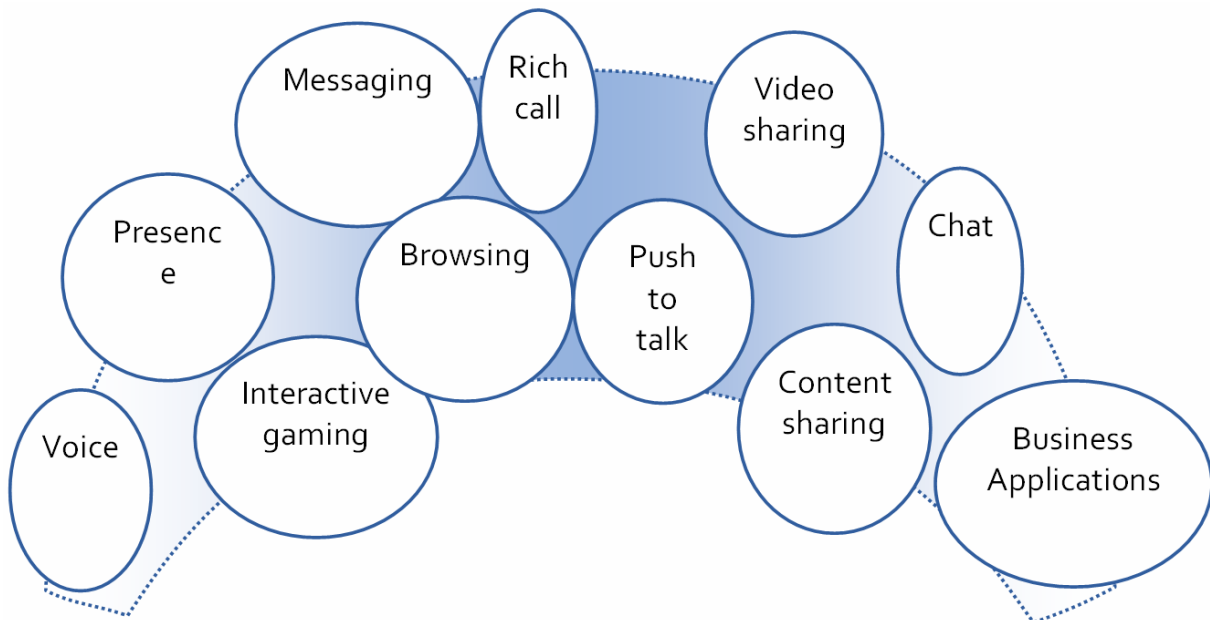 Messaging
Rich
call
Video
sharing
Presenc
e
Browsing
Push
to
talk
Chat
Voice
Interactive
gaming
Content
sharing
Business
Applications